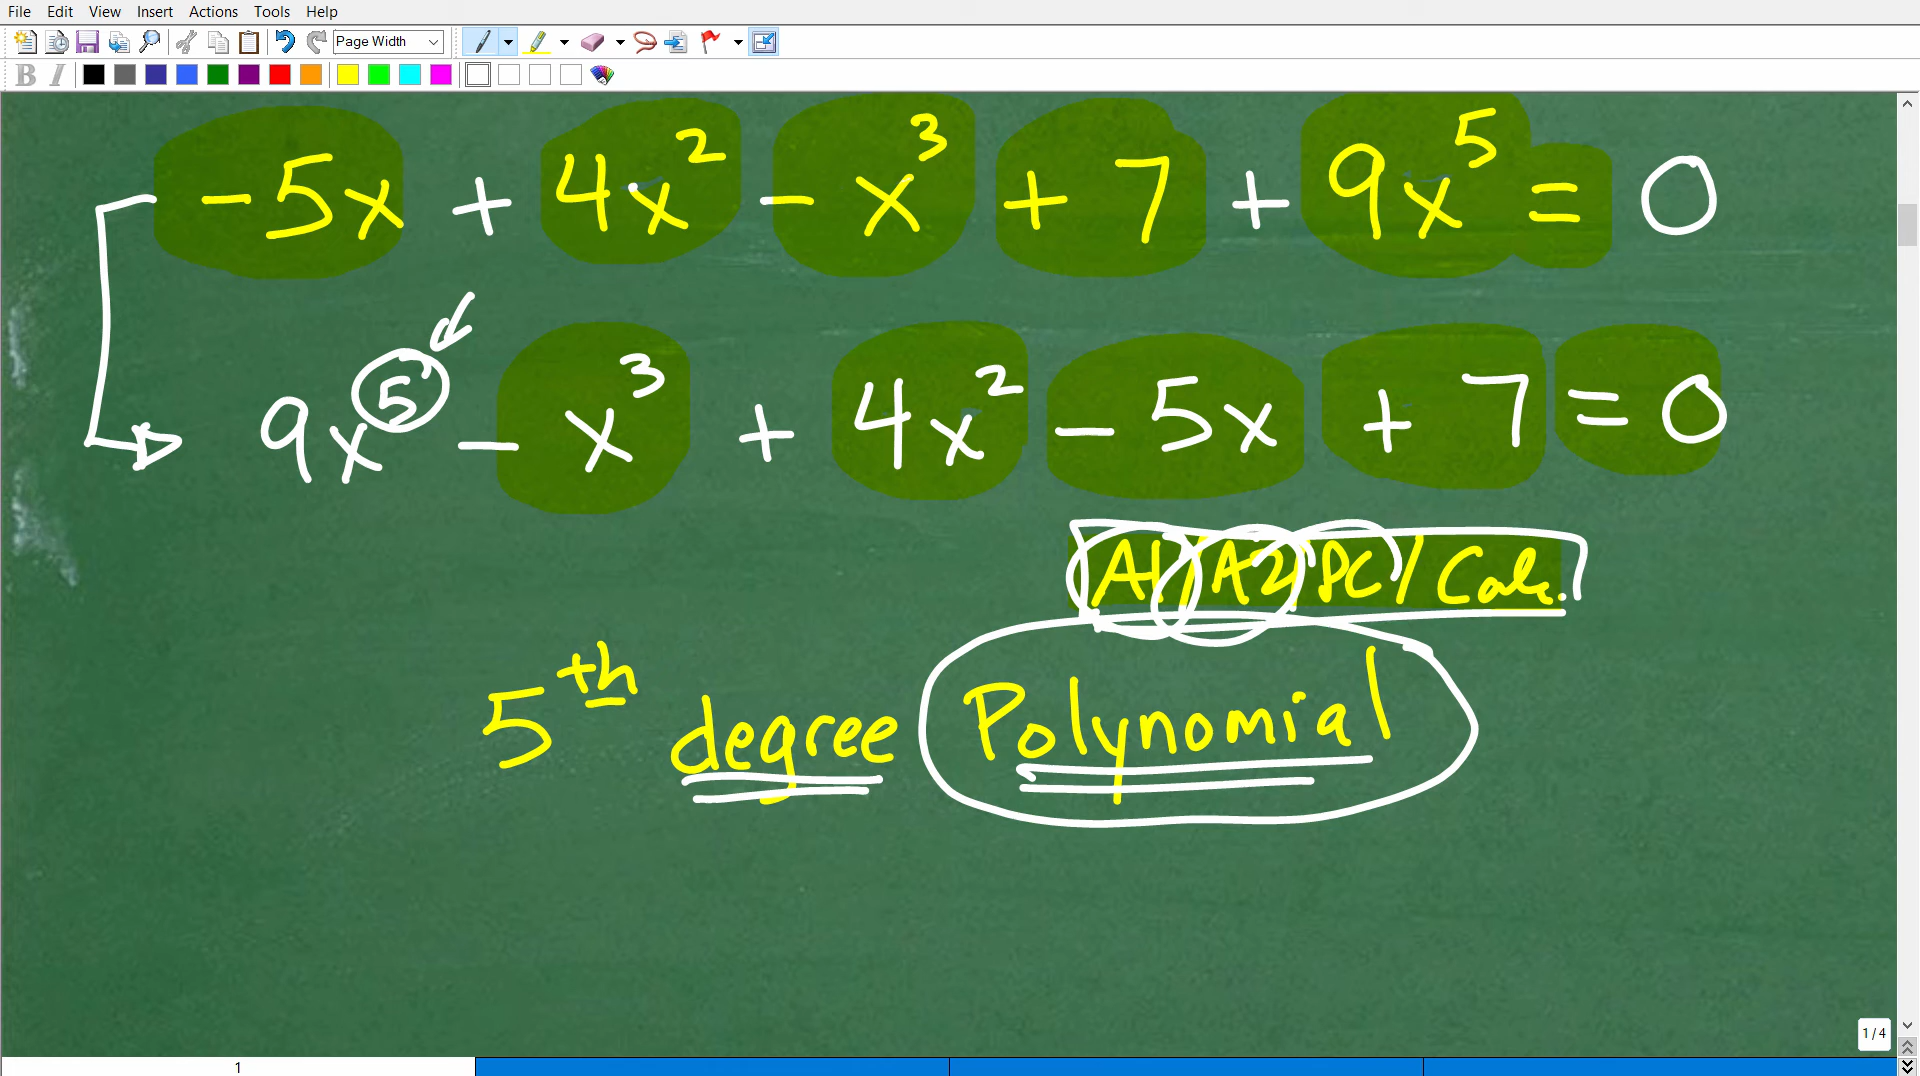 File Edit View Insert Actions Tools Help
Page Width
B I
-5x + 4x² - x³ + 7 + 9x⁵ = 0
9x⁵ - x³ + 4x² - 5x + 7 = 0
A1/A2/PC/Calc.
5th degree Polynomial
1/4
1